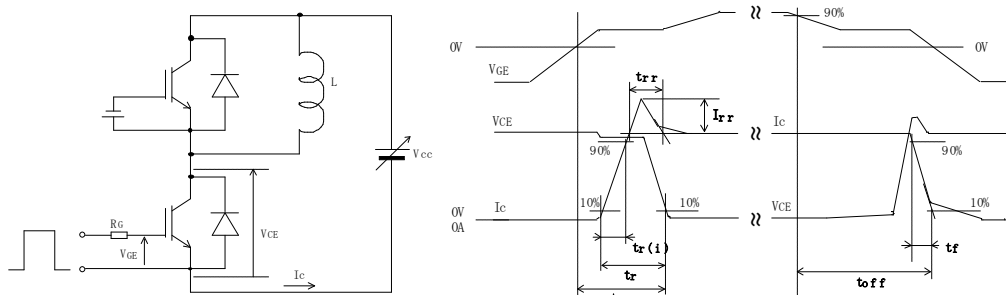 L
Vcc
RG
VGE
VCE
Ic
0V
VGE
trr
Irr
VCE
90%
10%
10%
0V
0A
Ic
tr(i)
tr
90%
0V
Ic
90%
VCE
10%
tf
toff